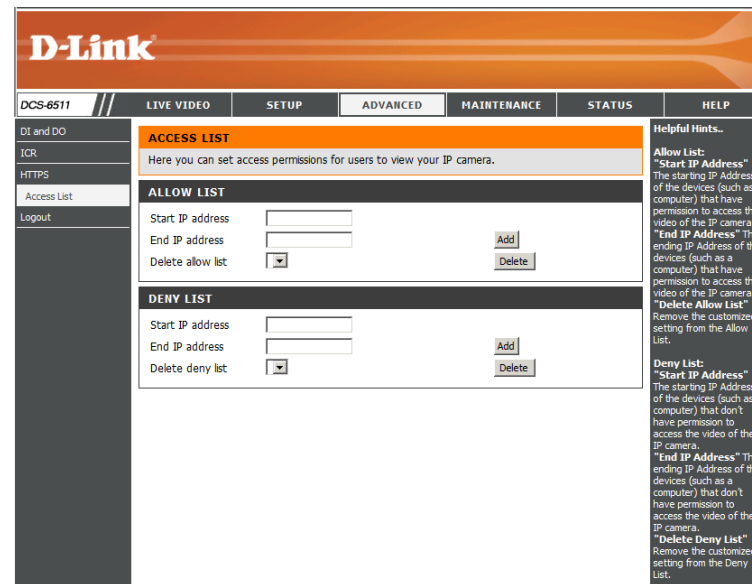 D-Link
DCS-6511
LIVE VIDEO
SETUP
ADVANCED
MAINTENANCE
STATUS
HELP
DI and DO
ICR
HTTPS
Access List
Logout
ACCESS LIST
Here you can set access permissions for users to view your IP camera.
ALLOW LIST
Start IP address
End IP address Add
Delete allow list Delete
DENY LIST
Start IP address
End IP address Add
Delete deny list Delete
Helpful Hints..
Allow List:
"Start IP Address"
The starting IP Address
of the devices (such as
computer) that have
permission to access th
video of the IP camera
"End IP Address" Th
ending IP Address of th
devices (such as a
computer) that have
permission to access th
video of the IP camera
"Delete Allow List"
Remove the customized
setting from the Allow
List.
Deny List:
"Start IP Address"
The starting IP Address
of the devices (such as
computer) that don't
have permission to
access the video of the
IP camera.
"End IP Address" Th
ending IP Address of th
devices (such as a
computer) that don't
have permission to
access the video of the
IP camera.
"Delete Deny List"
Remove the customized
setting from the Deny
List.